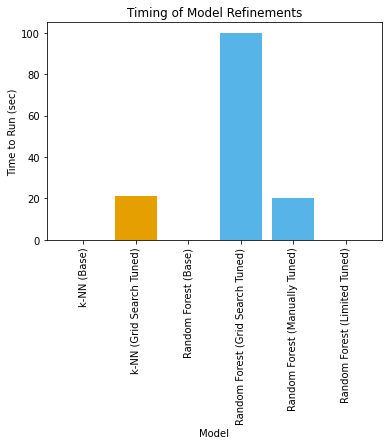 Timing of Model Refinements
Time to Run (sec)
100
80
60
40
20
0
k-NN (Base)
k-NN (Grid Search Tuned)
Random Forest (Base)
Random Forest (Grid Search Tuned)
Random Forest (Manually Tuned)
Random Forest (Limited Tuned)
Model